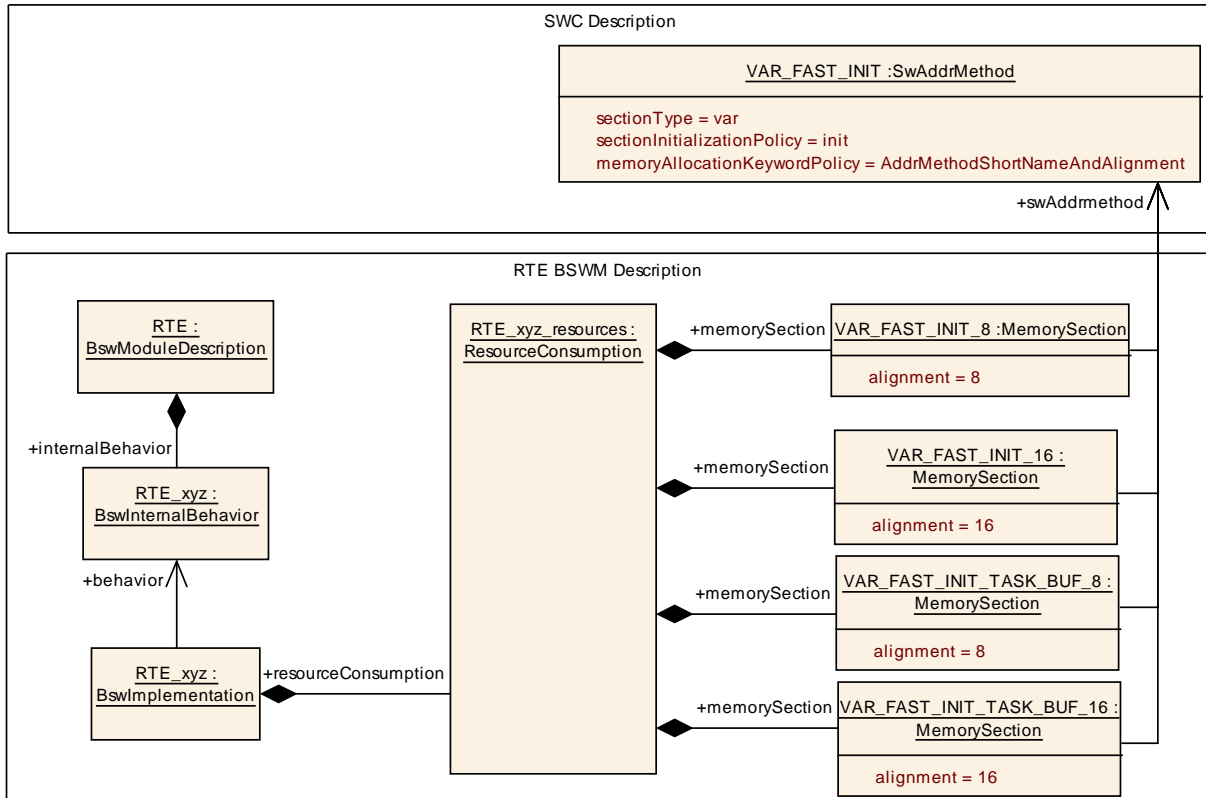 SWC Description
VAR_FAST_INIT :SwAddrMethod
sectionType = var
sectionInitializationPolicy = init
memoryAllocationKeywordPolicy = AddrMethodShortNameAndAlignment
+swAddrmethod
RTE BSWM Description
RTE :
BswModuleDescription
+internalBehavior
RTE_xyz :
BswInternalBehavior
+behavior
RTE_xyz :
BswImplementation
+resourceConsumption
RTE_xyz_resources :
ResourceConsumption
+memorySection
VAR_FAST_INIT_8 :MemorySection
alignment = 8
+memorySection
VAR_FAST_INIT_16 :
MemorySection
alignment = 16
+memorySection
VAR_FAST_INIT_TASK_BUF_8 :
MemorySection
alignment = 8
+memorySection
VAR_FAST_INIT_TASK_BUF_16 :
MemorySection
alignment = 16